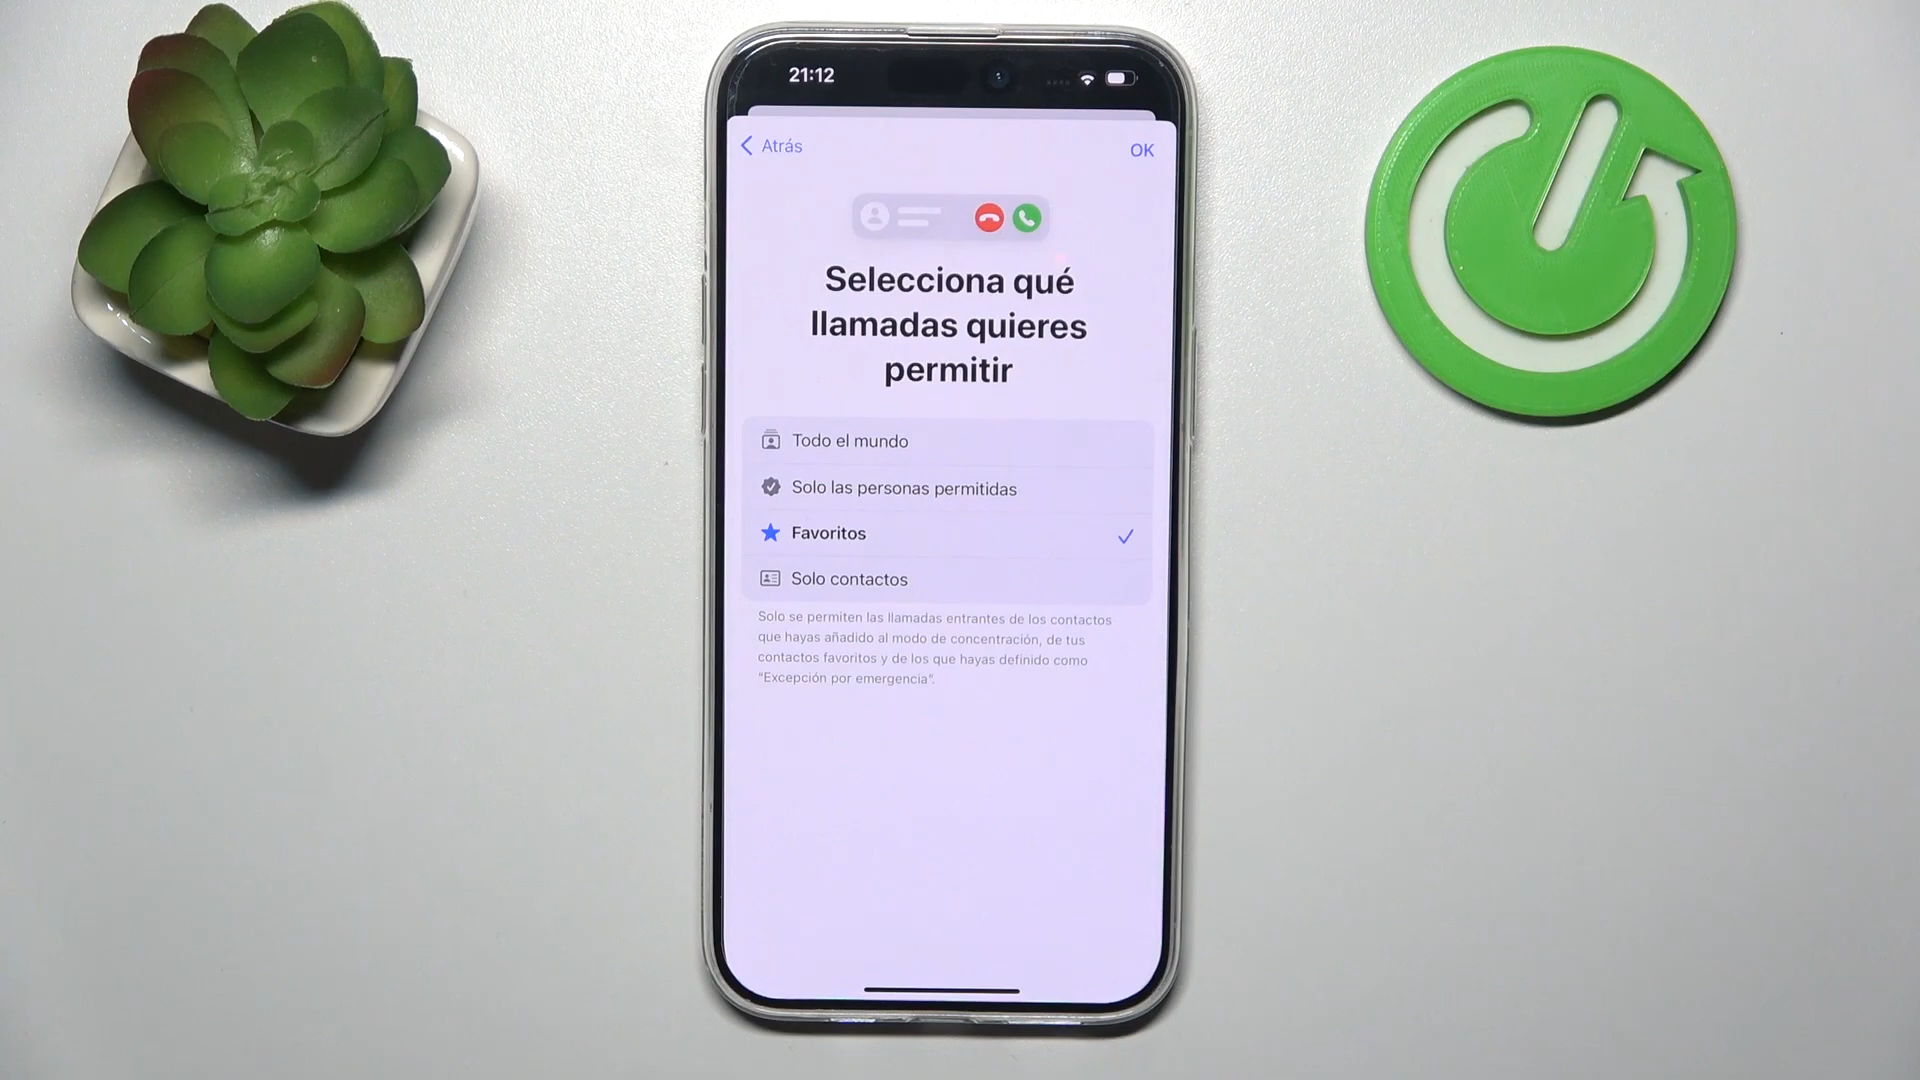 21:12
Atrás
OK
Selecciona qué
llamadas quieres
permitir
Todo el mundo
Solo las personas permitidas
Favoritos
Solo contactos
Solo se permiten las llamadas entrantes de los contactos
que hayas añadido al modo de concentración, de tus
contactos favoritos y de los que hayas definido como
"Excepción por emergencia".